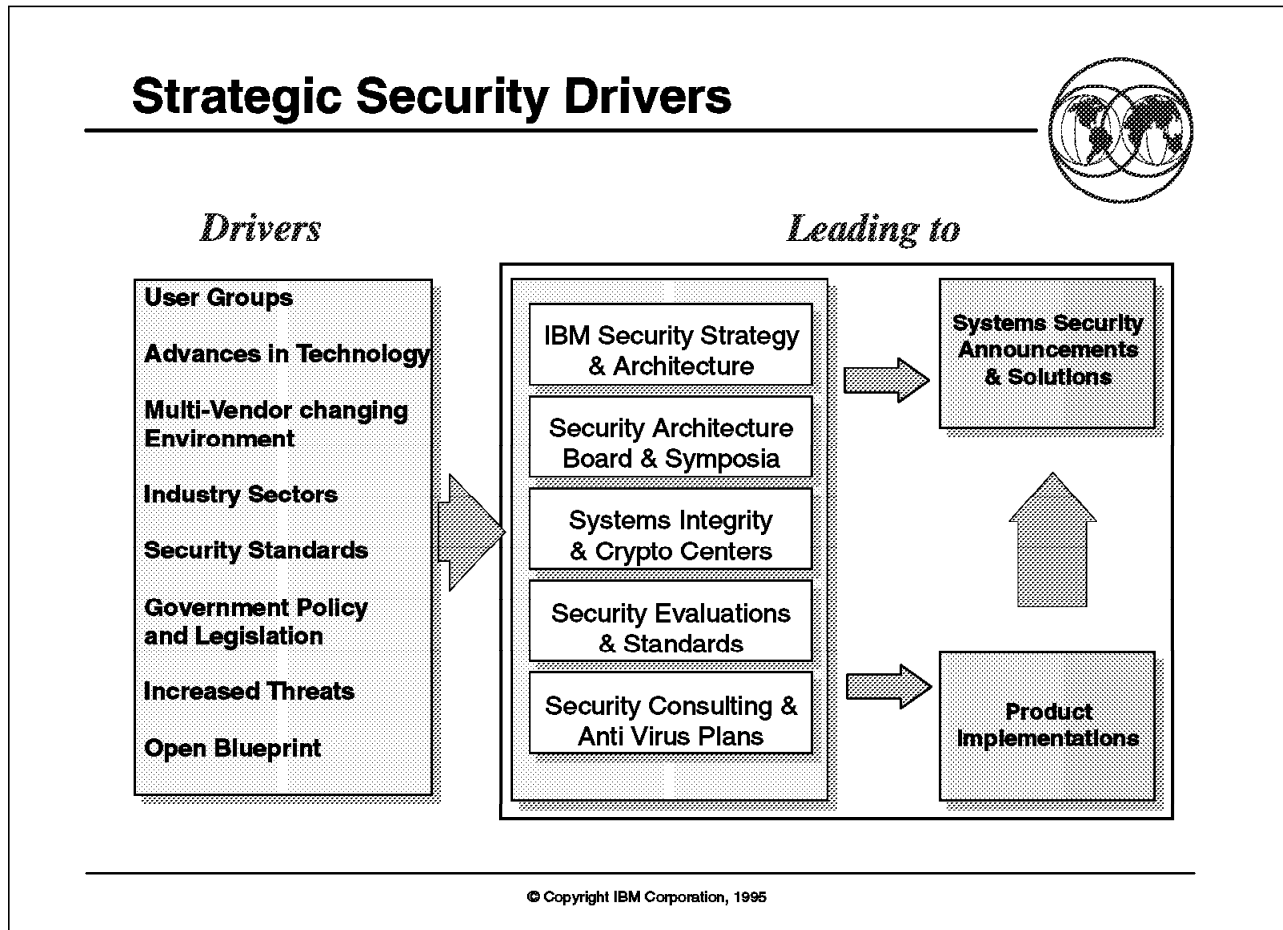 Strategic Security Drivers
Drivers
User Groups
Advances in Technology
Multi-Vendor changing
Environment
Industry Sectors
Security Standards
Government Policy
and Legislation
Increased Threats
Open Blueprint
Leading to
IBM Security Strategy
& Architecture
Security Architecture
Board & Symposia
Systems Integrity
& Crypto Centers
Security Evaluations
& Standards
Security Consulting &
Anti Virus Plans
Systems Security
Announcements
& Solutions
Product
Implementations
© Copyright IBM Corporation, 1995